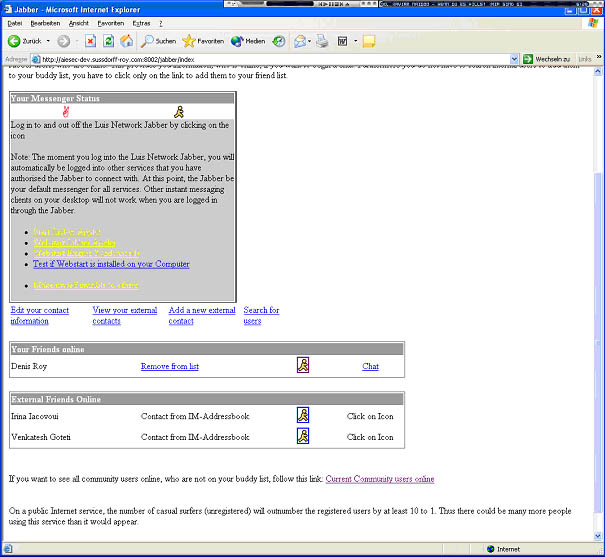 Jabber - Microsoft Internet Explorer
Datei Bearbeiten Ansicht Favoriten Extras ?
Zurück Suchen Favoriten Medien
Adresse http://aiesec-dev.sussdorff-roy.com:8002/jabber/index Wechseln zu Links
to your buddy list, you have to click only on the link to add them to your friend list.
Your Messenger Status
Log in to and out off the Luis Network Jabber by clicking on the
icon
Note: The moment you log into the Luis Network Jabber, you will
automatically be logged into other services that you have
authorised the Jabber to connect with. At this point, the Jabber be
your default messenger for all services. Other instant messaging
clients on your desktop will not work when you are logged in
through the Jabber.
Test if Webstart is installed on your Computer
Edit your contact information
View your external contacts
Add a new external contact
Search for users
Your Friends online
Denis Roy Remove from list Chat
External Friends Online
Irina Iacovoui Contact from IM-Addressbook Click on Icon
Venkatesh Goteti Contact from IM-Addressbook Click on Icon
If you want to see all community users online, who are not on your buddy list, follow this link: Current Community users online
On a public Internet service, the number of casual surfers (unregistered) will outnumber the registered users by at least 10 to 1. Thus there could be many more people
using this service than it would appear.
Internet